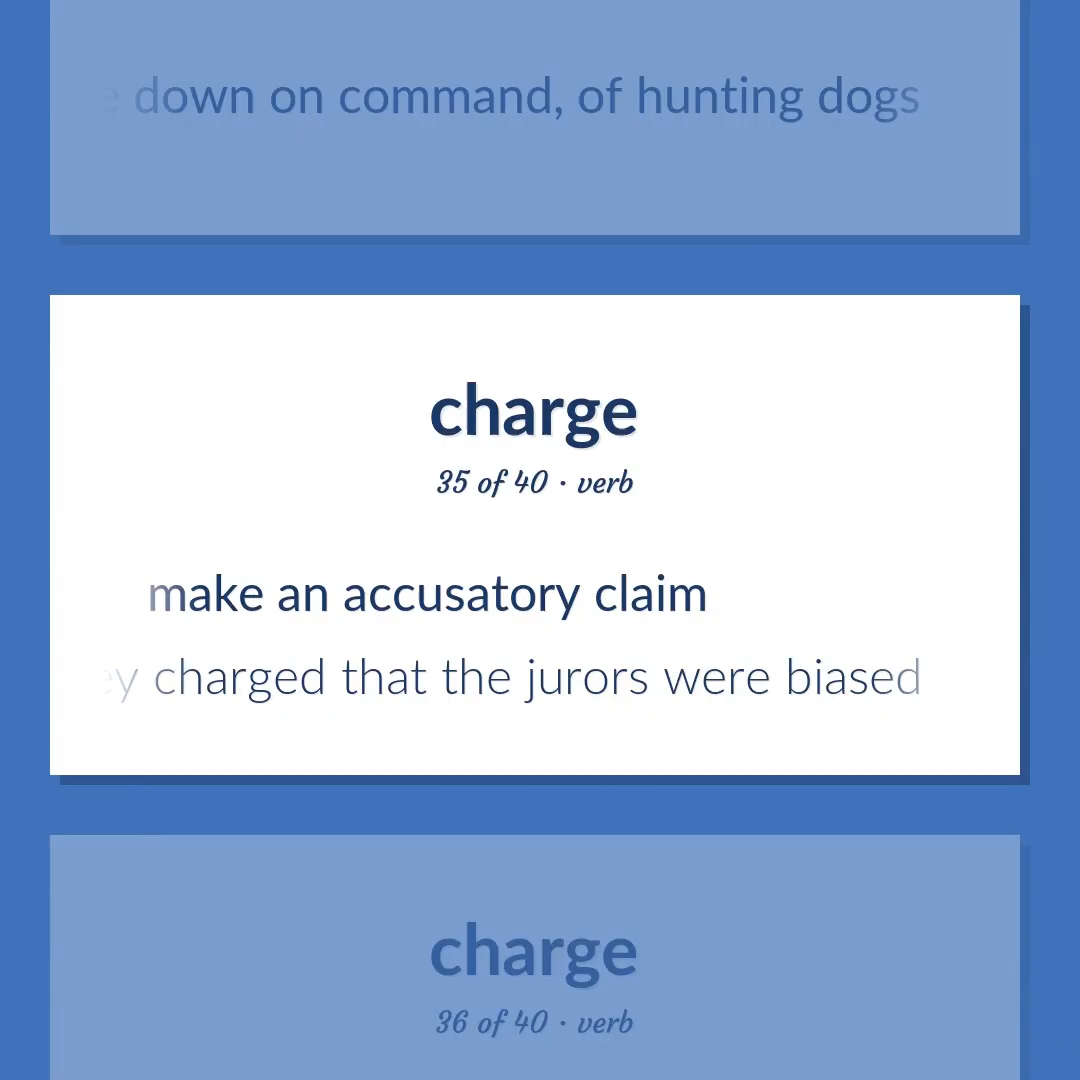 down on command, of hunting dogs
charge
35 of 40 · verb
make an accusatory claim
charged that the jurors were biased
charge
36 of 40 · verb